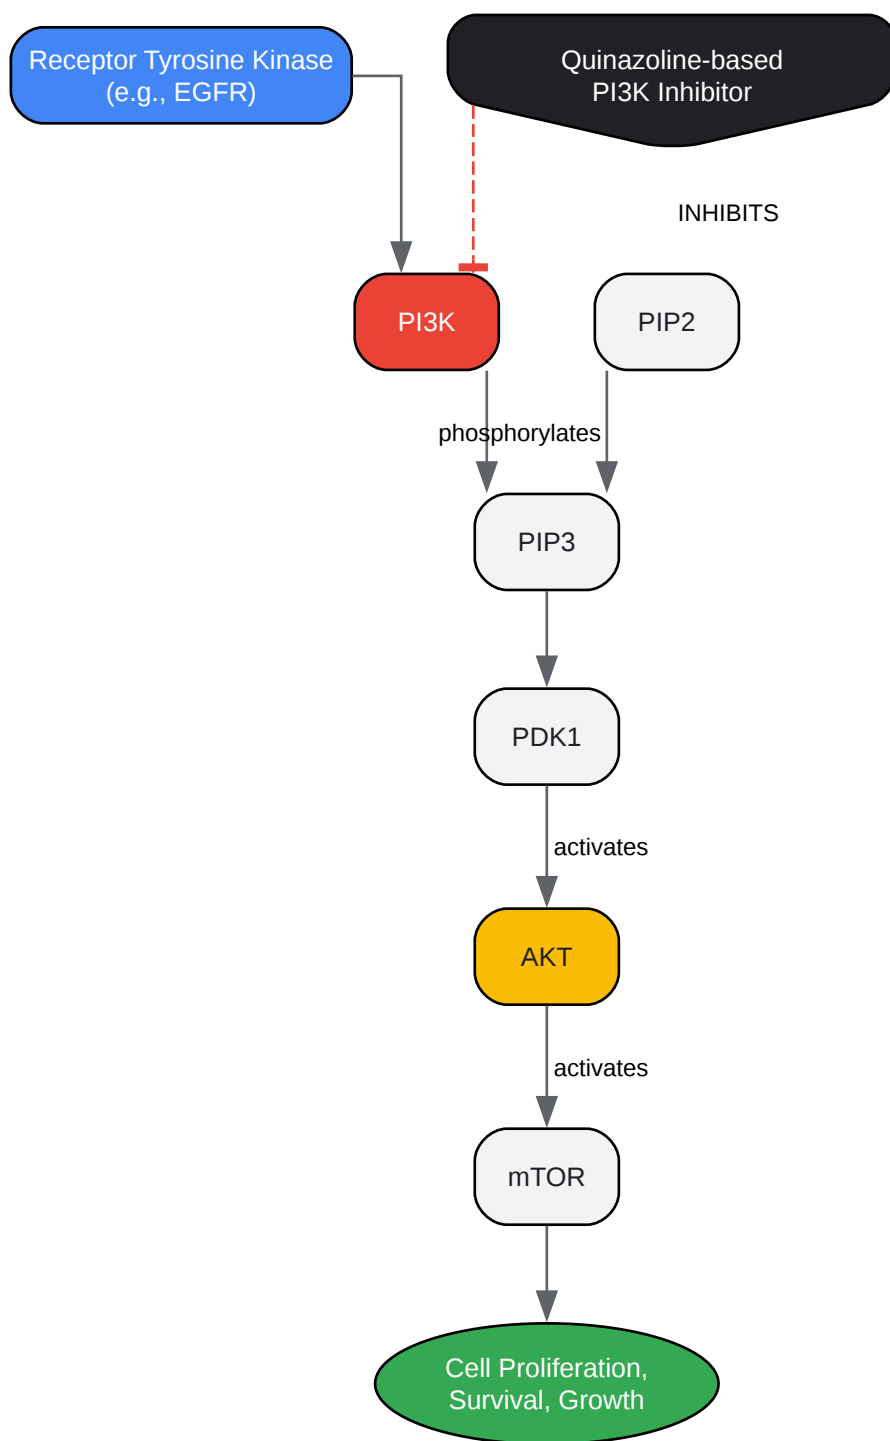 Receptor Tyrosine Kinase
(e.g., EGFR)
Quinazoline-based
PI3K Inhibitor
INHIBITS
PI3K
PIP2
phosphorylates
PIP3
PDK1
activates
AKT
activates
mTOR
Cell Proliferation,
Survival, Growth